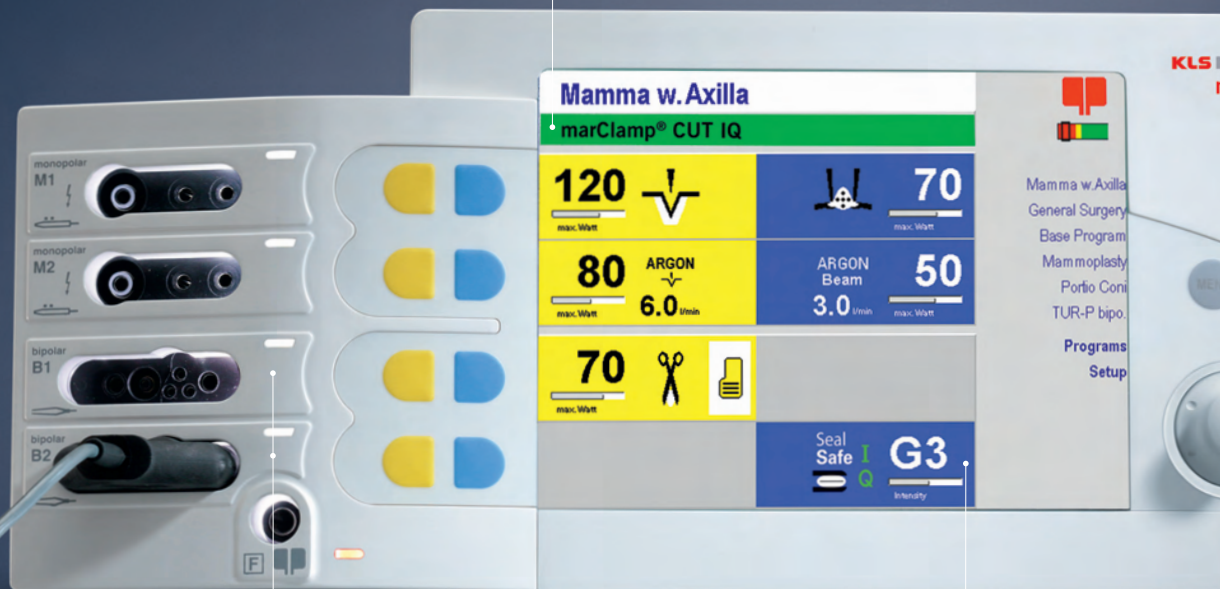 KLS
Mamma w. Axilla
marClamp® CUT IQ
monopolar
M1
monopolar
M2
bipolar
B1
bipolar
B2
F
120
max. Watt
70
max. Watt
80
max. Watt
ARGON
6.0 l/min
ARGON
Beam
3.0 l/min
50
max. Watt
70
max. Watt
Seal
Safe
I
Q
G3
Intensity
Mamma w.Axilla
General Surgery
Base Program
Mammoplasty
Portio Coni
TUR-P bipo.
Programs
Setup